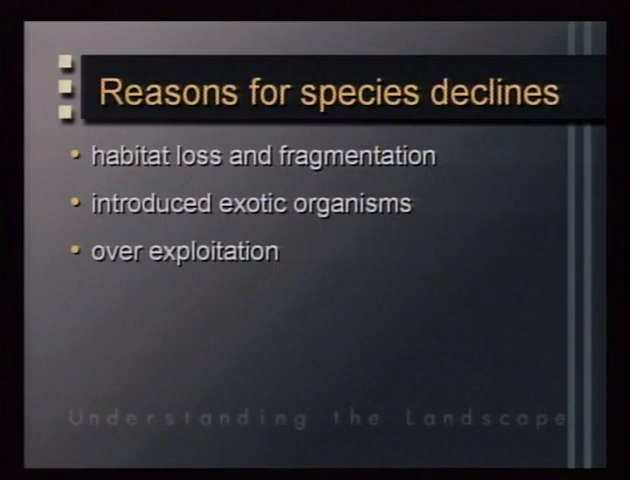 Reasons for species declines
• habitat loss and fragmentation
• introduced exotic organisms
• over exploitation
Understanding the Landscape